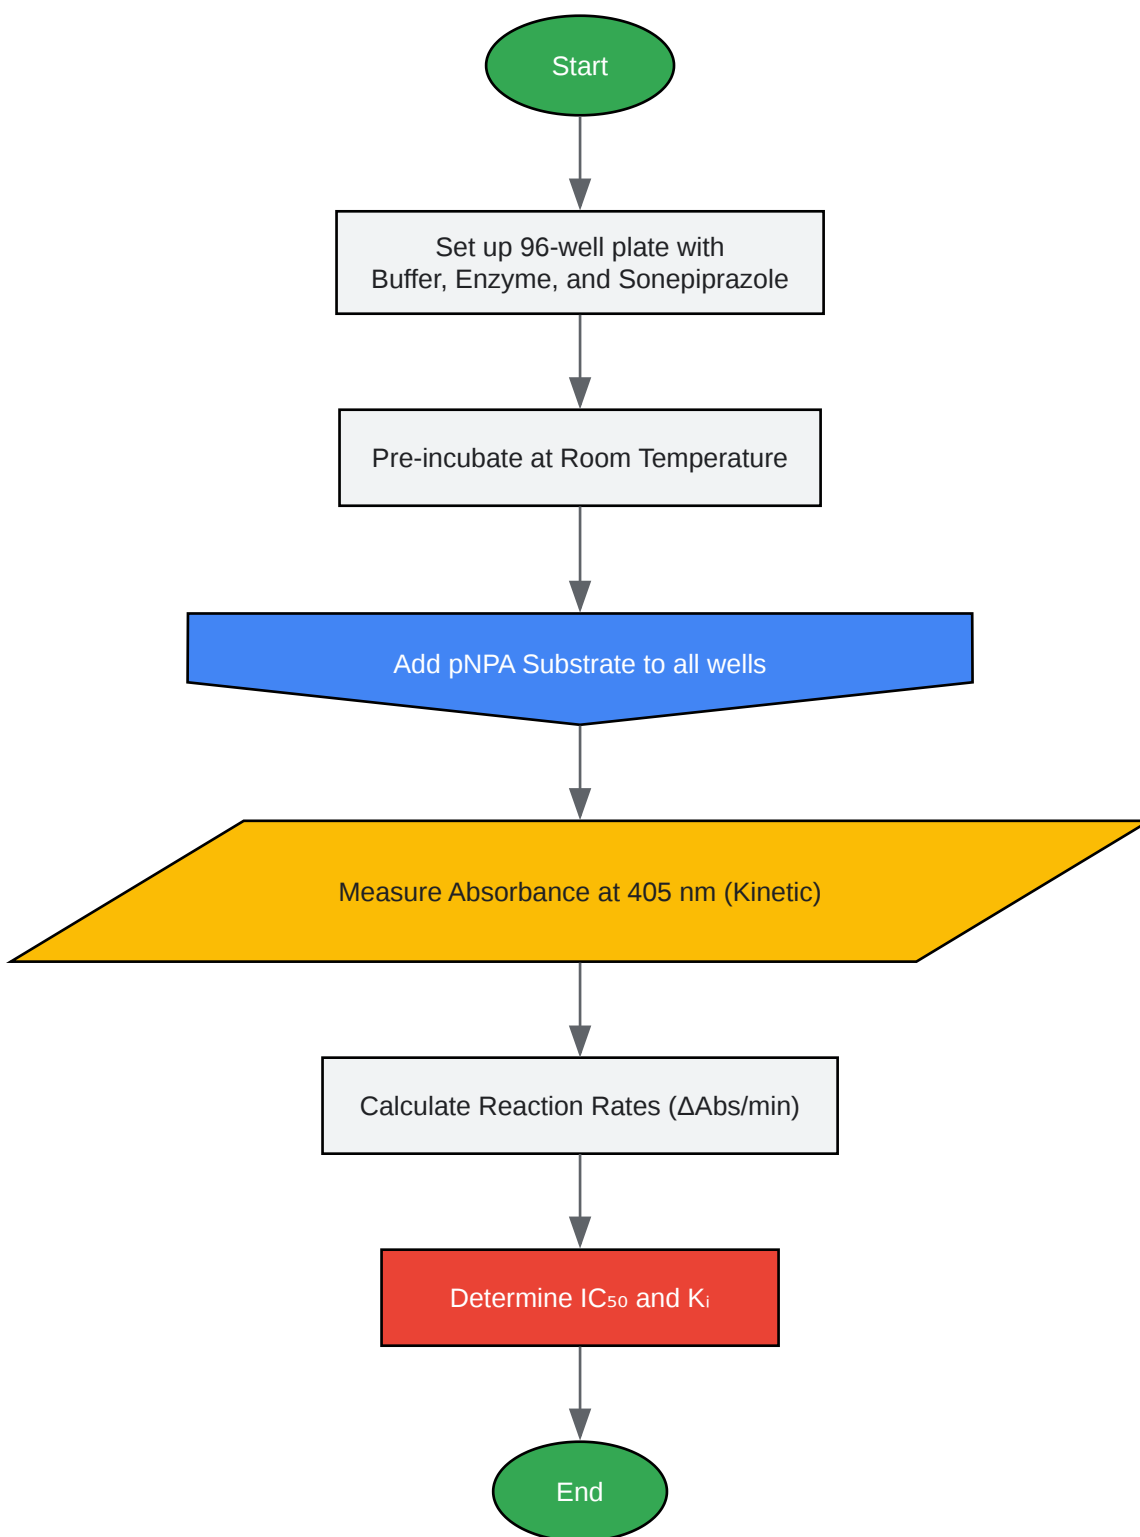 Start
Set up 96-well plate with
Buffer, Enzyme, and Sonepiprazole
Pre-incubate at Room Temperature
Add pNPA Substrate to all wells
Measure Absorbance at 405 nm (Kinetic)
Calculate Reaction Rates (ΔAbs/min)
Determine IC₅₀ and Kᵢ
End